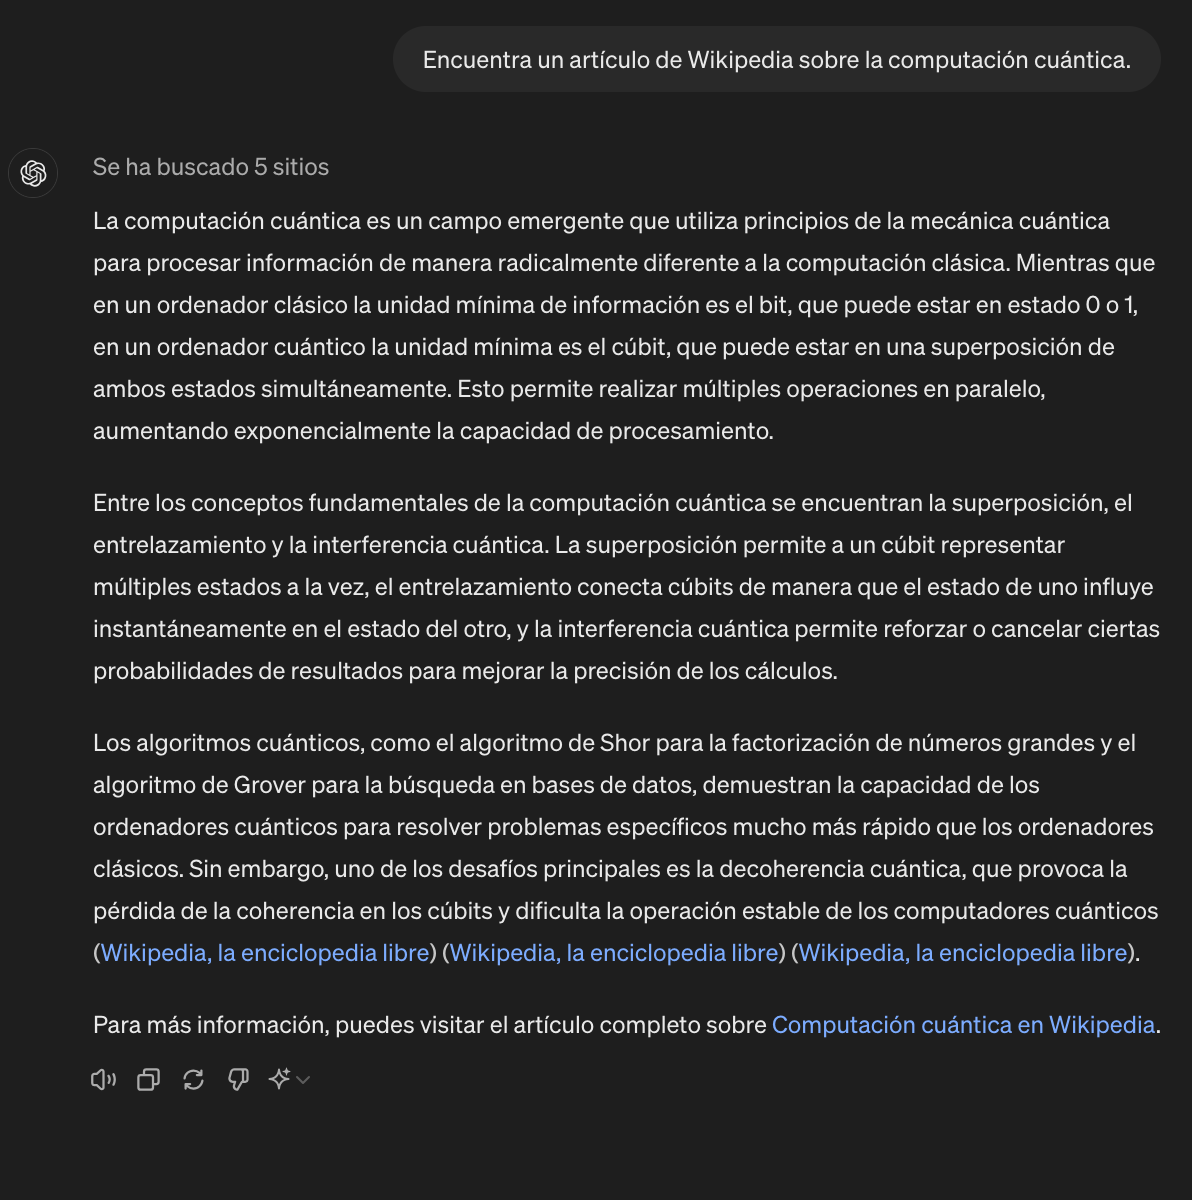 Encuentra un artículo de Wikipedia sobre la computación cuántica.
Se ha buscado 5 sitios
La computación cuántica es un campo emergente que utiliza principios de la mecánica cuántica
para procesar información de manera radicalmente diferente a la computación clásica. Mientras que
en un ordenador clásico la unidad mínima de información es el bit, que puede estar en estado 0 o 1,
en un ordenador cuántico la unidad mínima es el cúbit, que puede estar en una superposición de
ambos estados simultáneamente. Esto permite realizar múltiples operaciones en paralelo,
aumentando exponencialmente la capacidad de procesamiento.
Entre los conceptos fundamentales de la computación cuántica se encuentran la superposición, el
entrelazamiento y la interferencia cuántica. La superposición permite a un cúbit representar
múltiples estados a la vez, el entrelazamiento conecta cúbits de manera que el estado de uno influye
instantáneamente en el estado del otro, y la interferencia cuántica permite reforzar o cancelar ciertas
probabilidades de resultados para mejorar la precisión de los cálculos.
Los algoritmos cuánticos, como el algoritmo de Shor para la factorización de números grandes y el
algoritmo de Grover para la búsqueda en bases de datos, demuestran la capacidad de los
ordenadores cuánticos para resolver problemas específicos mucho más rápido que los ordenadores
clásicos. Sin embargo, uno de los desafíos principales es la decoherencia cuántica, que provoca la
pérdida de la coherencia en los cúbits y dificulta la operación estable de los computadores cuánticos
(Wikipedia, la enciclopedia libre) (Wikipedia, la enciclopedia libre) (Wikipedia, la enciclopedia libre).
Para más información, puedes visitar el artículo completo sobre Computación cuántica en Wikipedia.